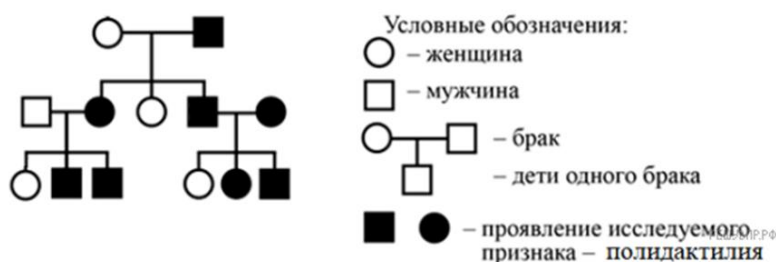 Условные обозначения:
– женщина
– мужчина
– брак
– дети одного брака
– проявление исследуемого
признака – полидактилия